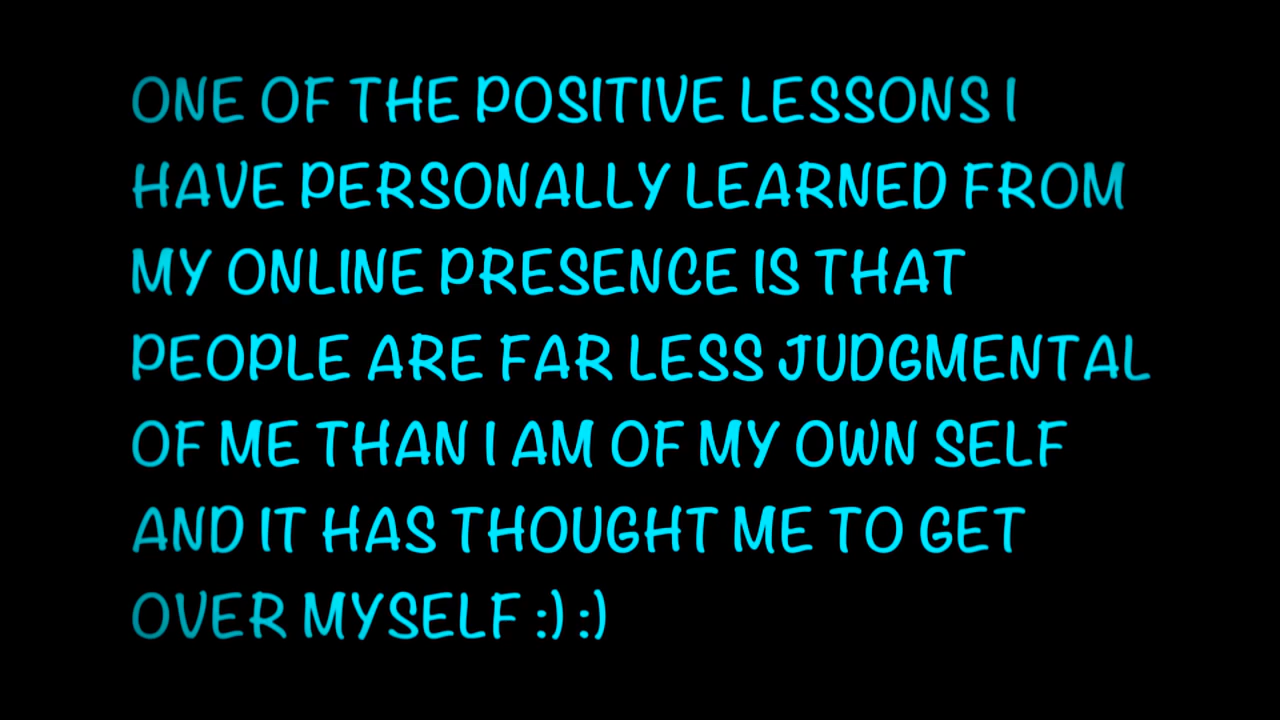 ONE OF THE POSITIVE LESSONS I
HAVE PERSONALLY LEARNED FROM
MY ONLINE PRESENCE IS THAT
PEOPLE ARE FAR LESS JUDGMENTAL
OF ME THAN I AM OF MY OWN SELF
AND IT HAS THOUGHT ME TO GET
OVER MYSELF :) :)